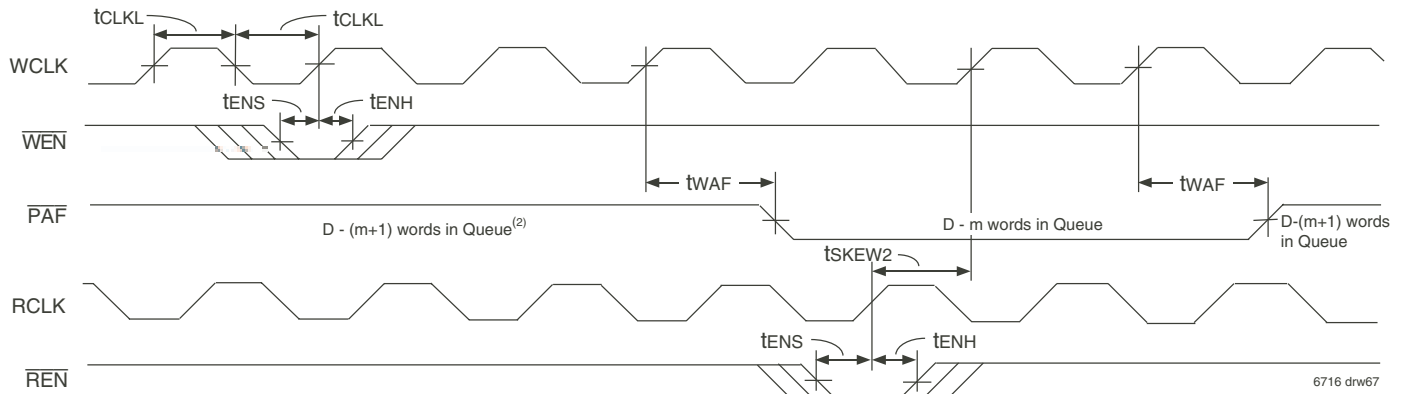 tCLKL tCLKL
WCLK
tENS tENH
WEN
tWAF tWAF
PAF
D - (m+1) words in Queue(2)
D - m words in Queue
D-(m+1) words
in Queue
tSKEW2
RCLK
tENS tENH
REN
6716 drw67